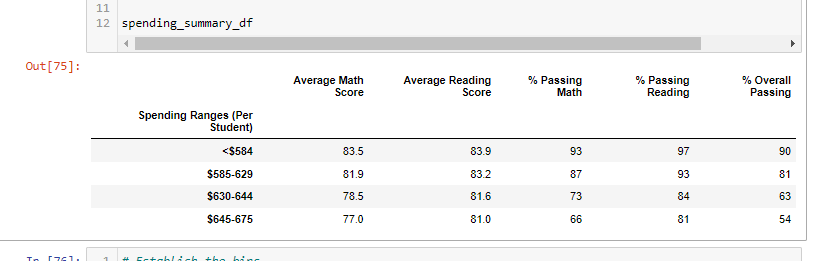 11
12 spending_summary_df
Out[75]:
Average Math Score Average Reading Score % Passing Math % Passing Reading % Overall Passing
Spending Ranges (Per Student)
<$584 83.5 83.9 93 97 90
$585-629 81.9 83.2 87 93 81
$630-644 78.5 81.6 73 84 63
$645-675 77.0 81.0 66 81 54
In [76]: 1 # Establish the bins